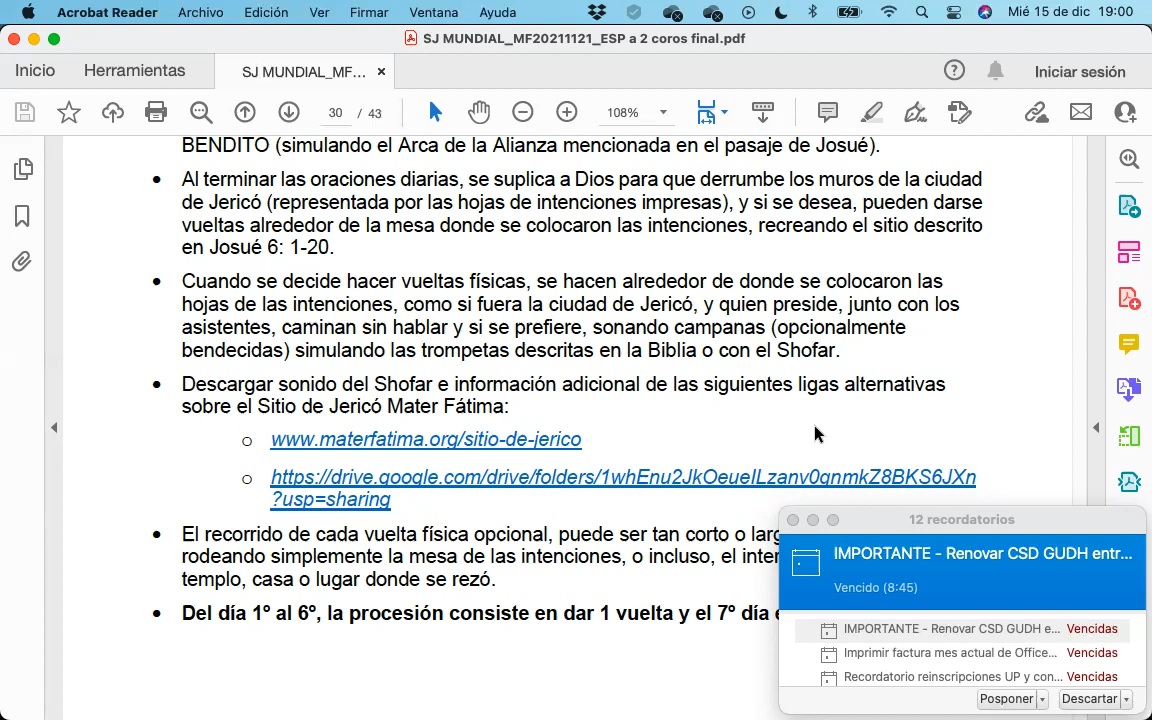 Acrobat Reader Archivo Edición Ver Firmar Ventana Ayuda Mié 15 de dic 19:00
SJ MUNDIAL_MF20211121_ESP a 2 coros final.pdf
Inicio Herramientas SJ MUNDIAL_MF... × Iniciar sesión
30 / 43 108%
BENDITO (simulando el Arca de la Alianza mencionada en el pasaje de Josué).
• Al terminar las oraciones diarias, se suplica a Dios para que derrumbe los muros de la ciudad
de Jericó (representada por las hojas de intenciones impresas), y si se desea, pueden darse
vueltas alrededor de la mesa donde se colocaron las intenciones, recreando el sitio descrito
en Josué 6: 1-20.
• Cuando se decide hacer vueltas físicas, se hacen alrededor de donde se colocaron las
hojas de las intenciones, como si fuera la ciudad de Jericó, y quien preside, junto con los
asistentes, caminan sin hablar y si se prefiere, sonando campanas (opcionalmente
bendecidas) simulando las trompetas descritas en la Biblia o con el Shofar.
• Descargar sonido del Shofar e información adicional de las siguientes ligas alternativas
sobre el Sitio de Jericó Mater Fátima:
o www.materfatima.org/sitio-de-jerico
o https://drive.google.com/drive/folders/1whEnu2JkOeueILzanv0qnmkZ8BKS6JXn
?usp=sharing
• El recorrido de cada vuelta física opcional, puede ser tan corto o
rodeando simplemente la mesa de las intenciones, o incluso, el
templo, casa o lugar donde se rezó.
• Del día 1º al 6º, la procesión consiste en dar 1 vuelta y el 7º día
12 recordatorios
IMPORTANTE - Renovar CSD GUDH entr...
Vencido (8:45)
IMPORTANTE - Renovar CSD GUDH e... Vencidas
Imprimir factura mes actual de Office... Vencidas
Recordatorio reinscripciones UP y con... Vencidas
Posponer Descartar